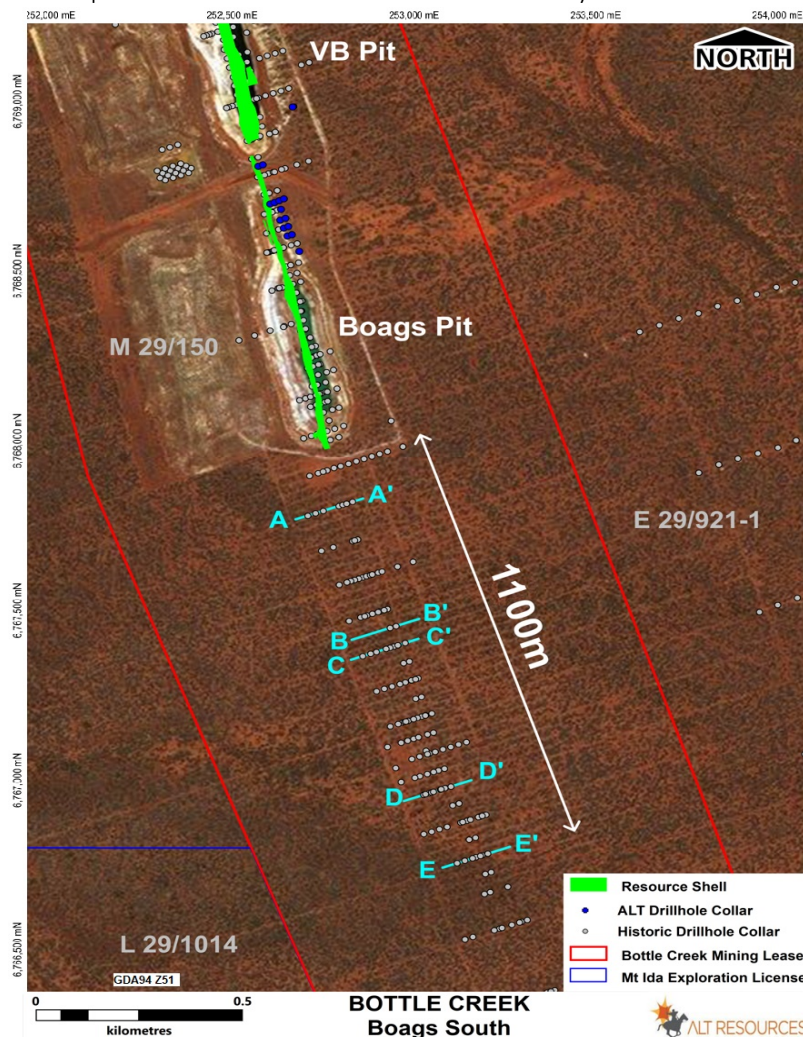 252,000 mE
252,500 mE
253,000 mE
253,500 mE
254,000 mE
VB Pit
NORTH
6,769,000 mN
6,768,500 mN
Boags Pit
M 29/150
6,768,000 mN
A
A'
E 29/921-1
1100m
6,767,500 mN
B
B'
C
C'
6,767,000 mN
D
D'
E
E'
Resource Shell
ALT Drillhole Collar
Historic Drillhole Collar
Bottle Creek Mining Lease
Mt Ida Exploration License
L 29/1014
6,766,500 mN
GDA94 Z51
0
0.5
kilometres
BOTTLE CREEK
Boags South
ALT RESOURCES